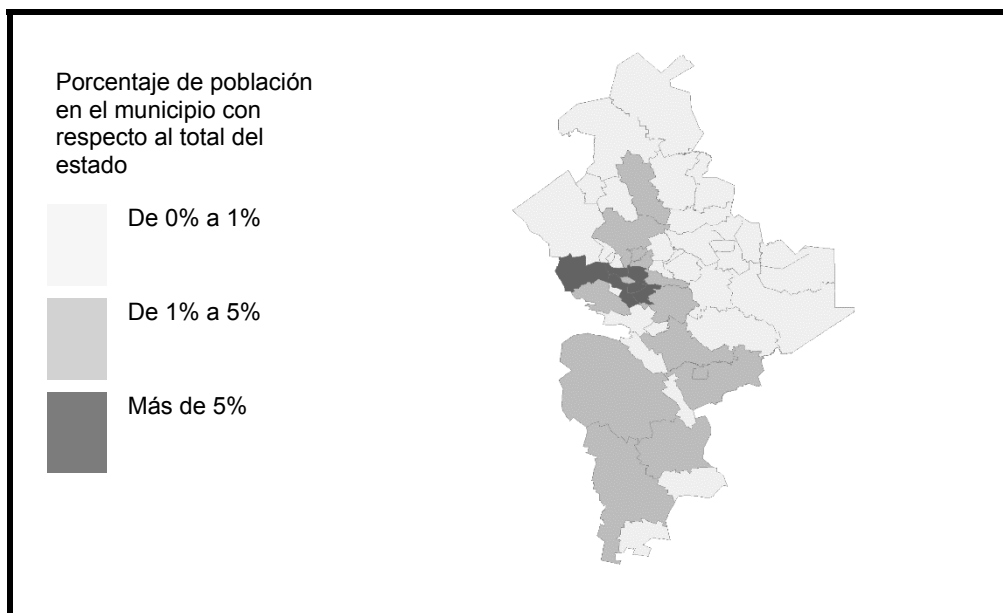 Porcentaje de población
en el municipio con
respecto al total del
estado
De 0% a 1%
De 1% a 5%
Más de 5%